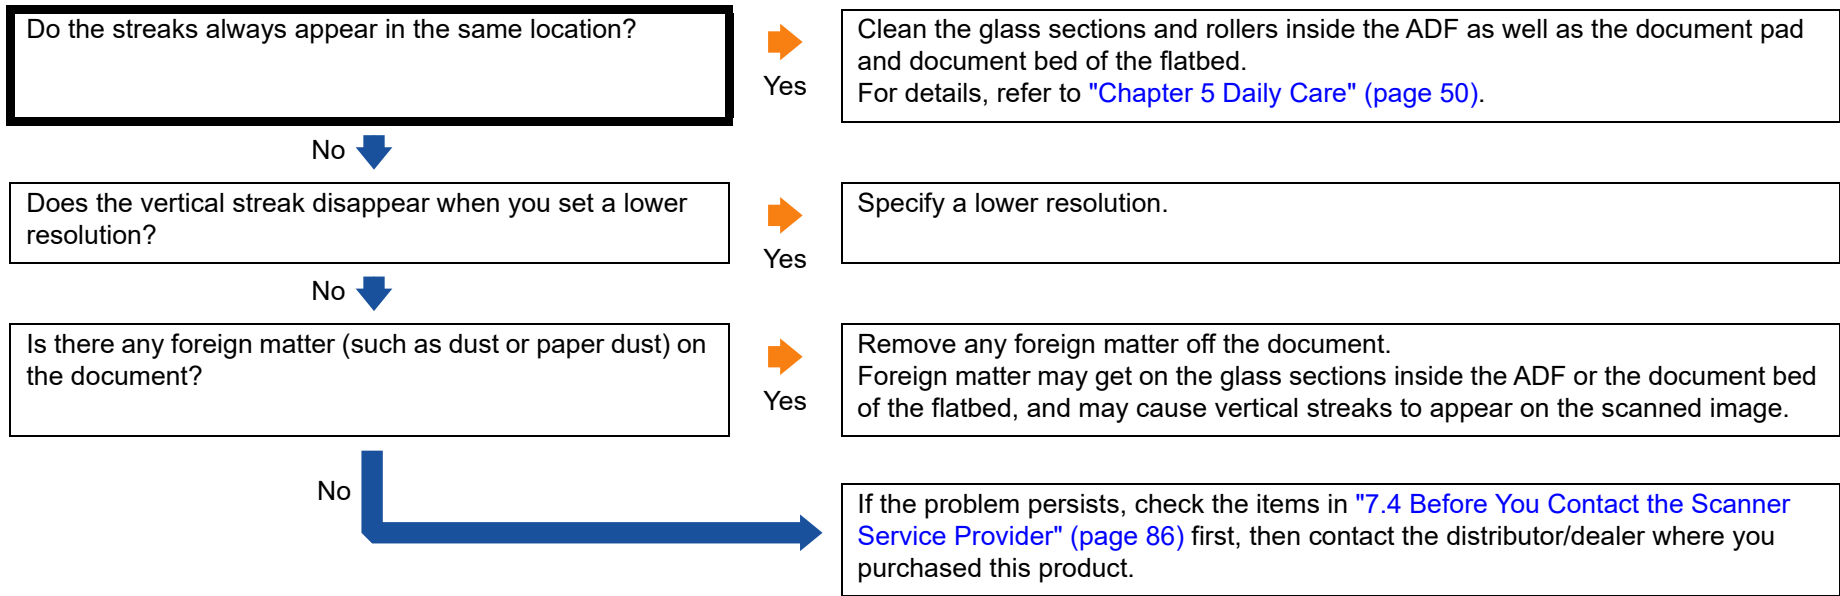 Do the streaks always appear in the same location?
Yes
Clean the glass sections and rollers inside the ADF as well as the document pad
and document bed of the flatbed.
For details, refer to "Chapter 5 Daily Care" (page 50).
No
Does the vertical streak disappear when you set a lower
resolution?
Yes
Specify a lower resolution.
No
Is there any foreign matter (such as dust or paper dust) on
the document?
Yes
Remove any foreign matter off the document.
Foreign matter may get on the glass sections inside the ADF or the document bed
of the flatbed, and may cause vertical streaks to appear on the scanned image.
No
If the problem persists, check the items in "7.4 Before You Contact the Scanner
Service Provider" (page 86) first, then contact the distributor/dealer where you
purchased this product.